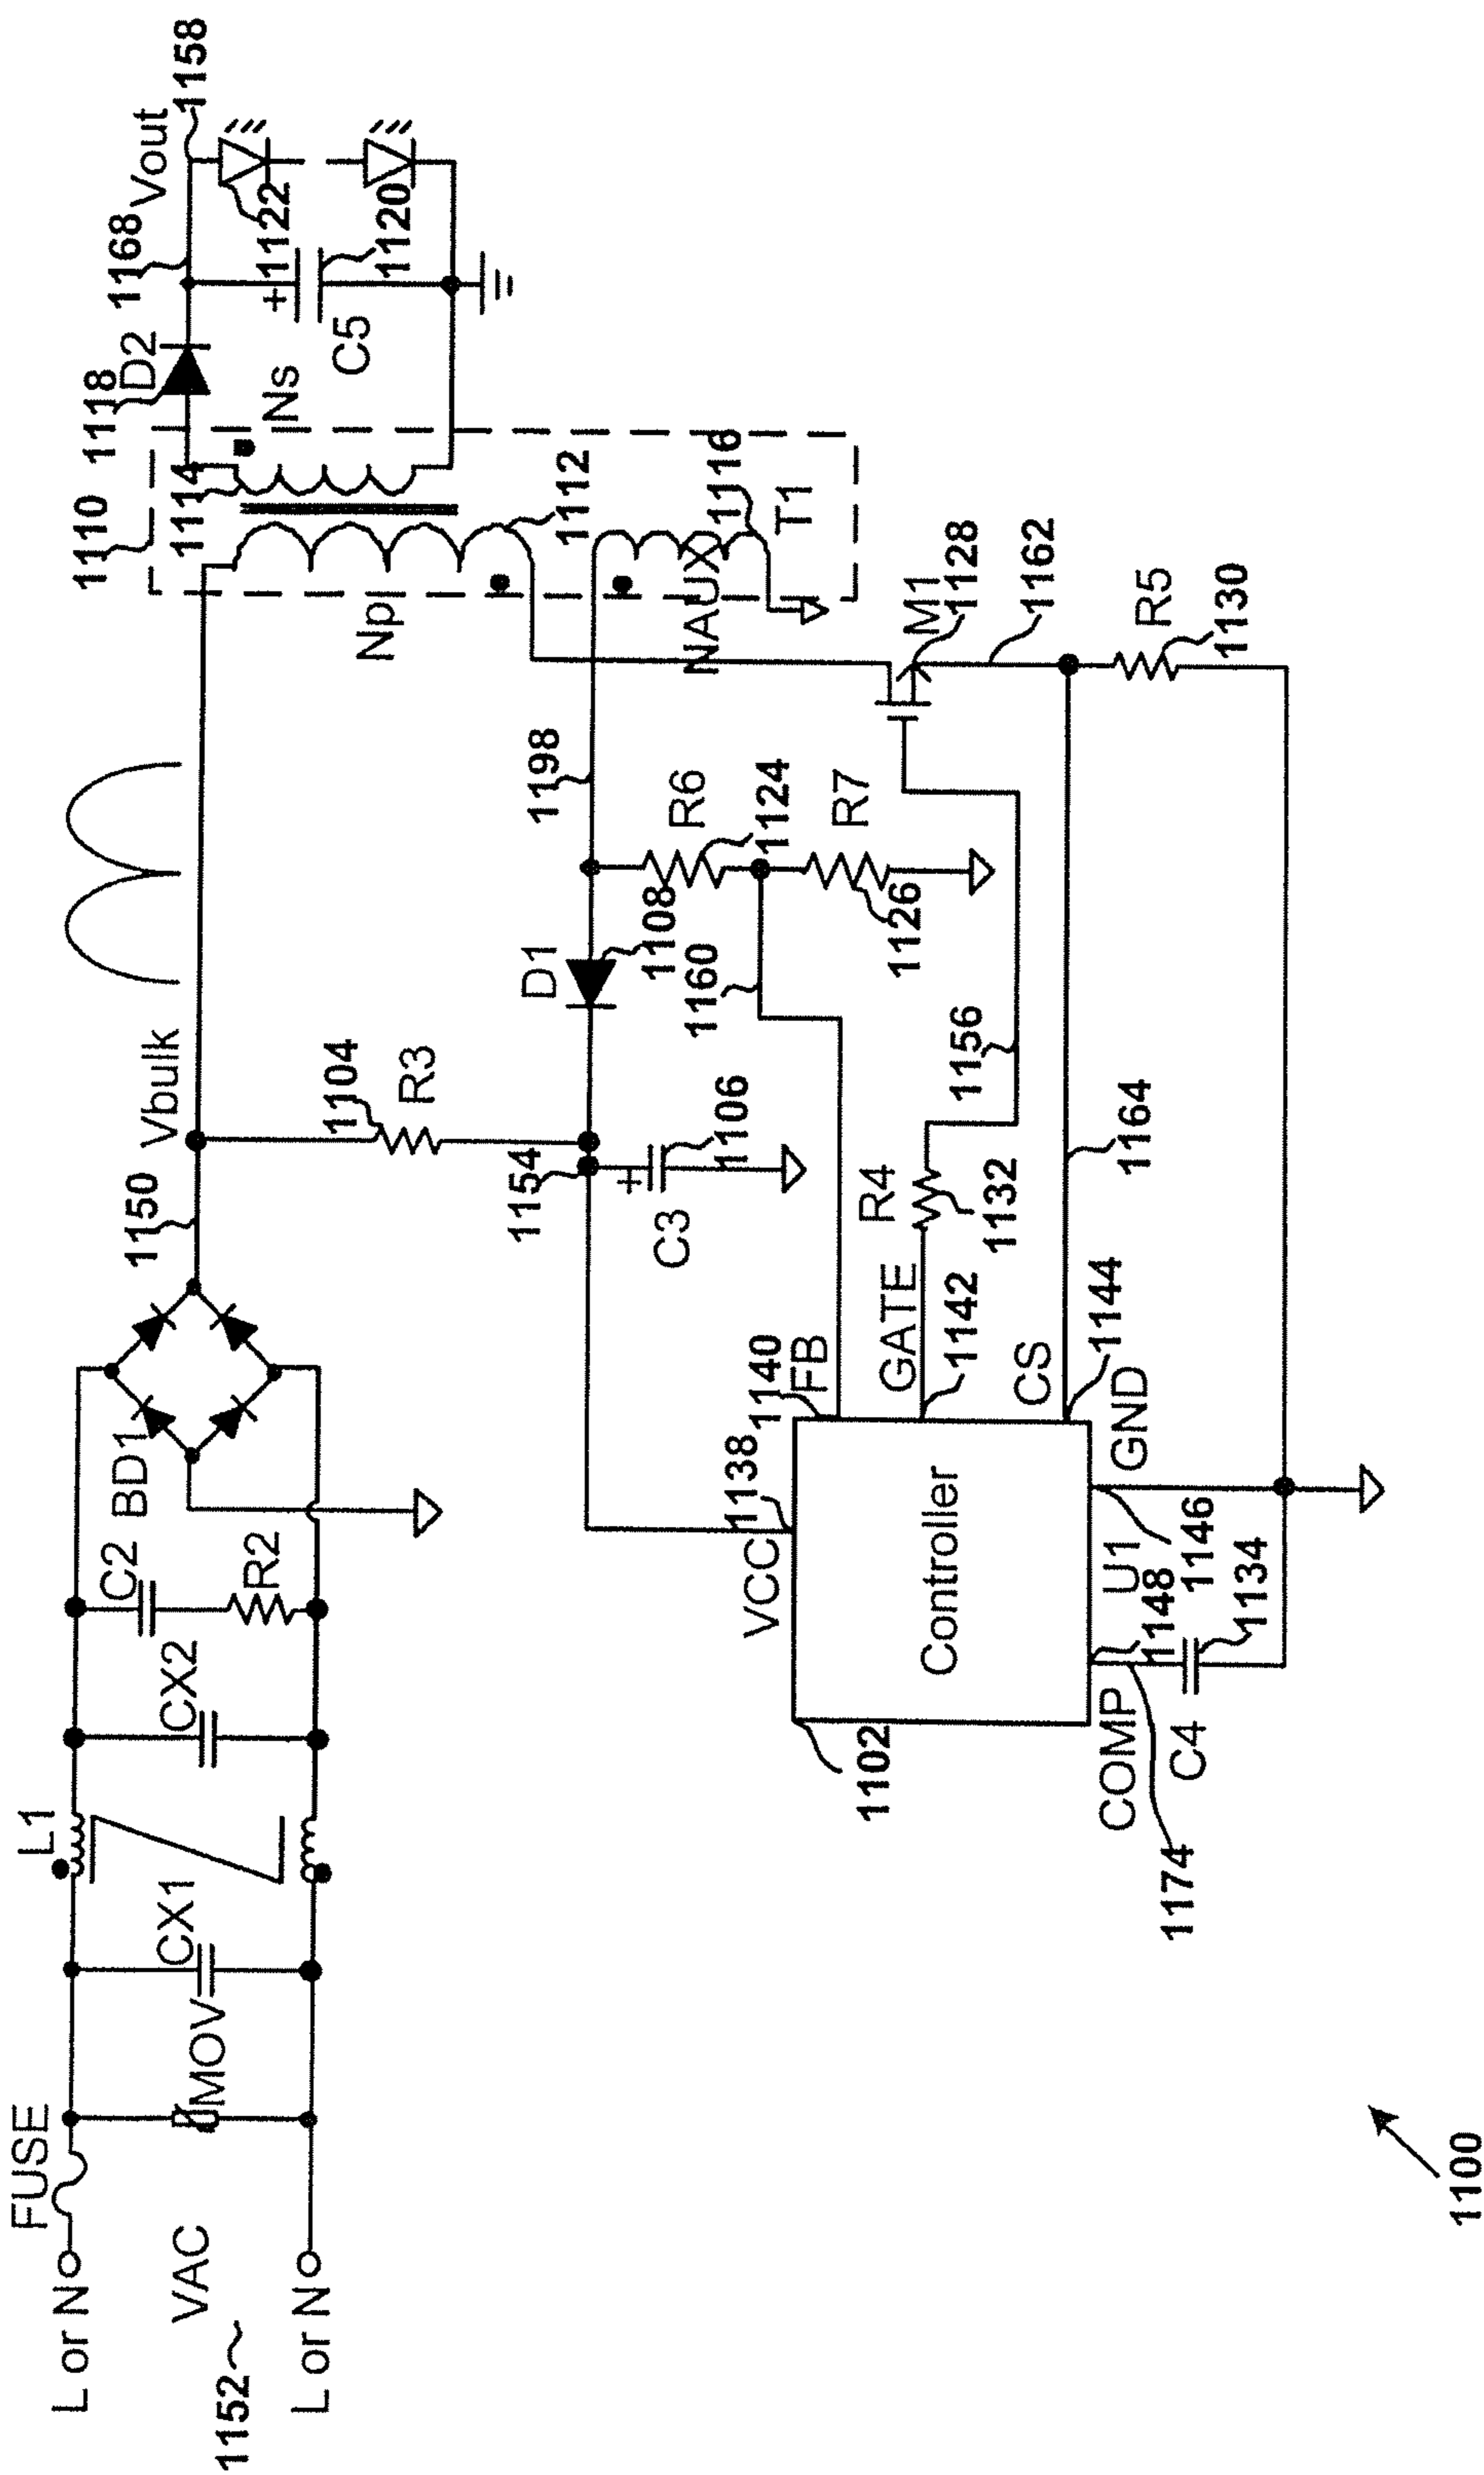 FUSE
L or N
VAC
1152
L or N
MOV
CX1
L1
CX2
C2
R2
BD1
1150
Vbulk
1104
R3
1154
C3
1106
D1
1108
1198
R6
1124
R7
1126
1160
Np
1110
1114
1112
Ns
NAUX
1116
T1
1118
D2
1168
Vout
1158
1122
1120
C5
M1
1128
1162
R5
1130
1156
R4
1132
1164
GATE
1142
1140
FB
CS
1144
GND
1138
VCC
Controller
U1
1146
1148
1134
COMP
C4
1102
1174
1100